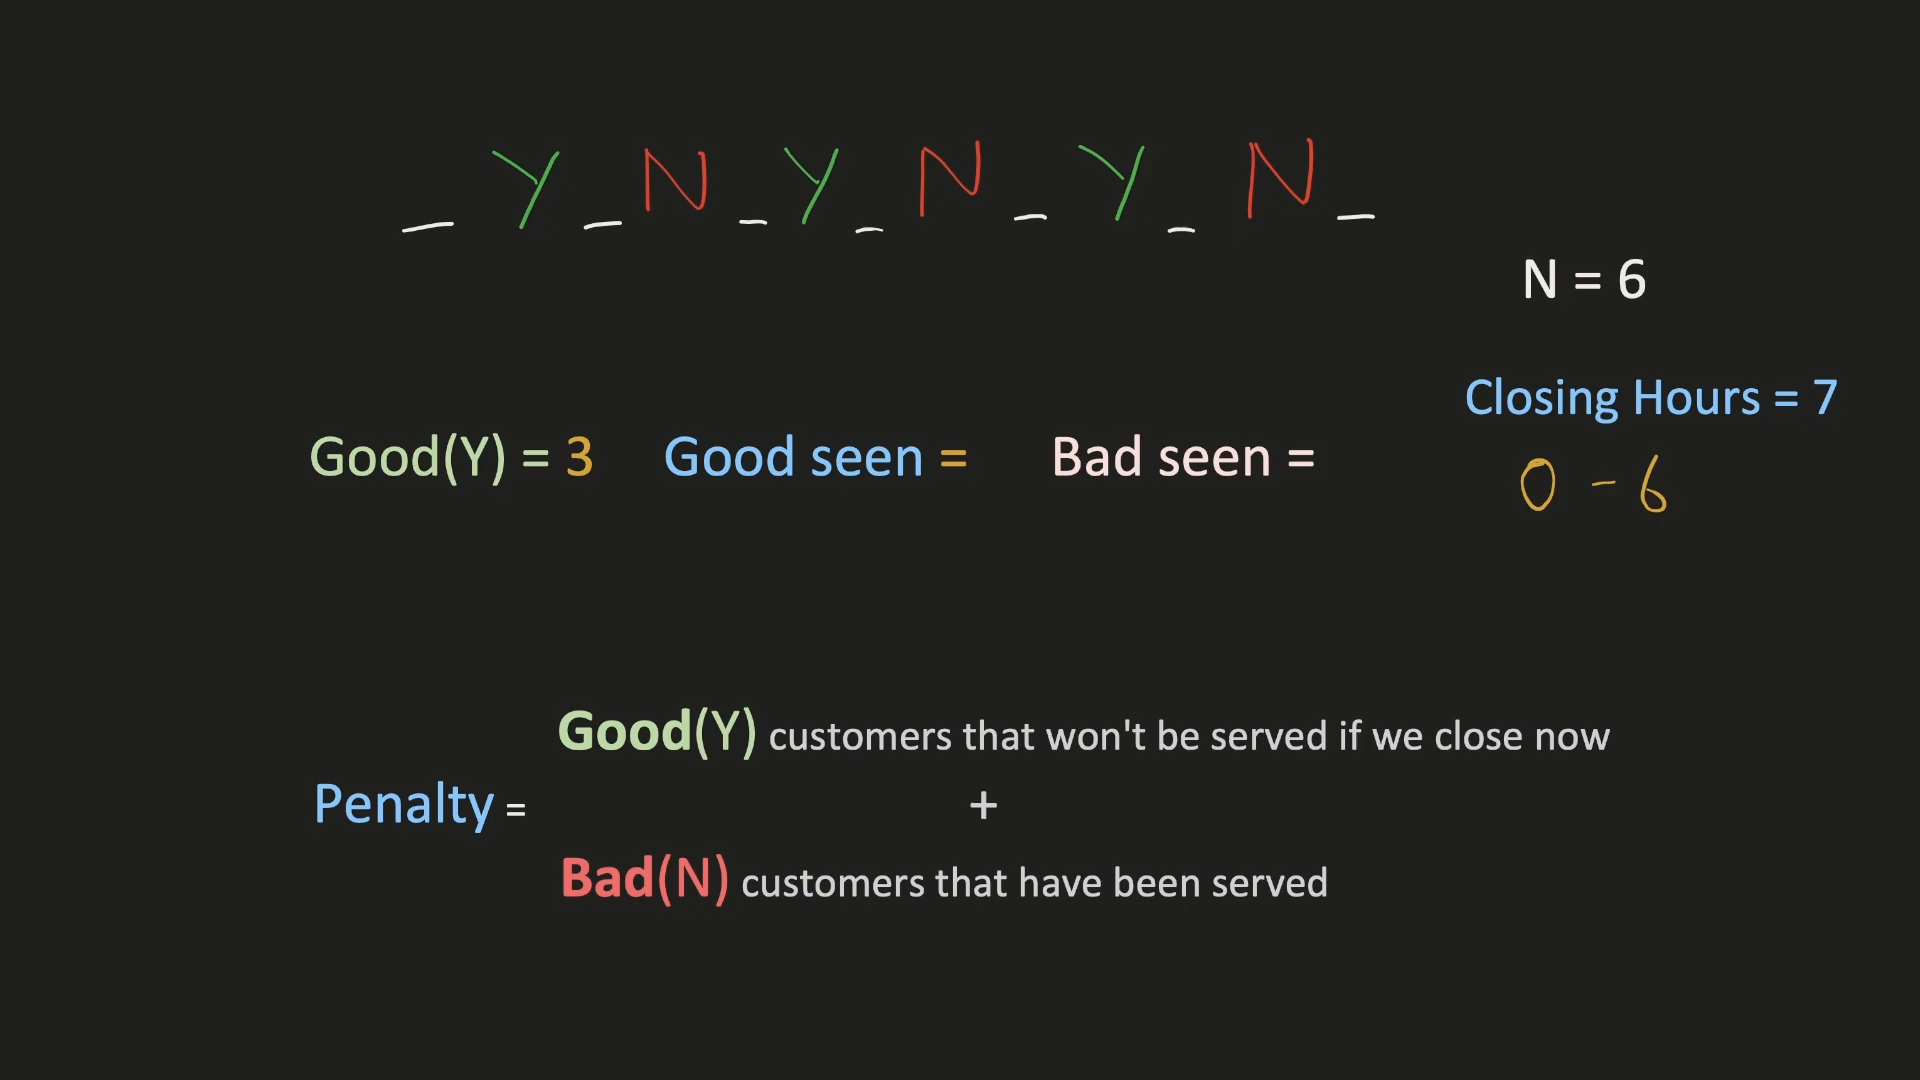 _ Y _ N _ Y _ N _ Y _ N _
N = 6
Closing Hours = 7
Good(Y) = 3 Good seen = Bad seen =
0 - 6
Good(Y) customers that won't be served if we close now
Penalty = +
Bad(N) customers that have been served